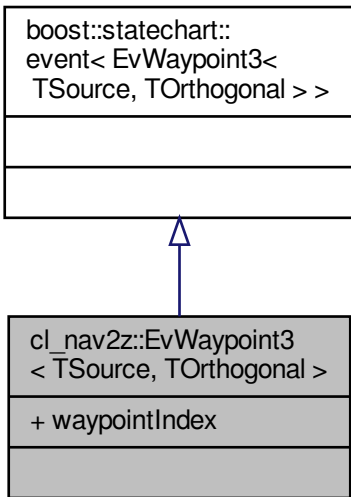 boost::statechart::
event< EvWaypoint3<
 TSource, TOrthogonal > >
cl_nav2z::EvWaypoint3
< TSource, TOrthogonal >
+ waypointIndex